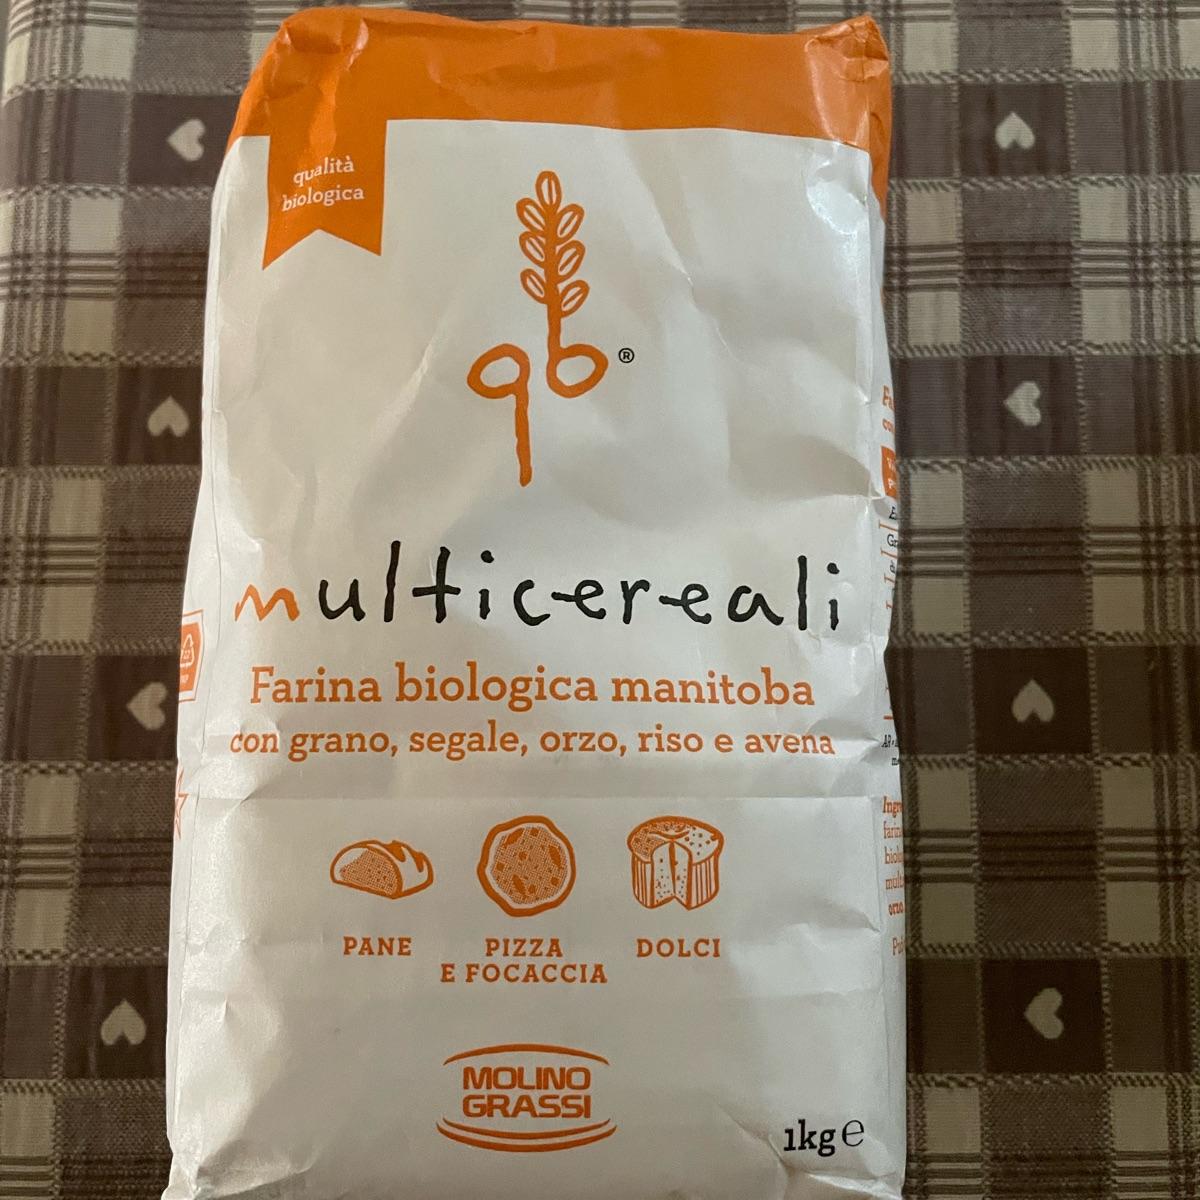 qualità
biologica
qb®
multicereali
Farina biologica manitoba
con grano, segale, orzo, riso e avena
PANE
PIZZA
E FOCACCIA
DOLCI
MOLINO
GRASSI
1kg e